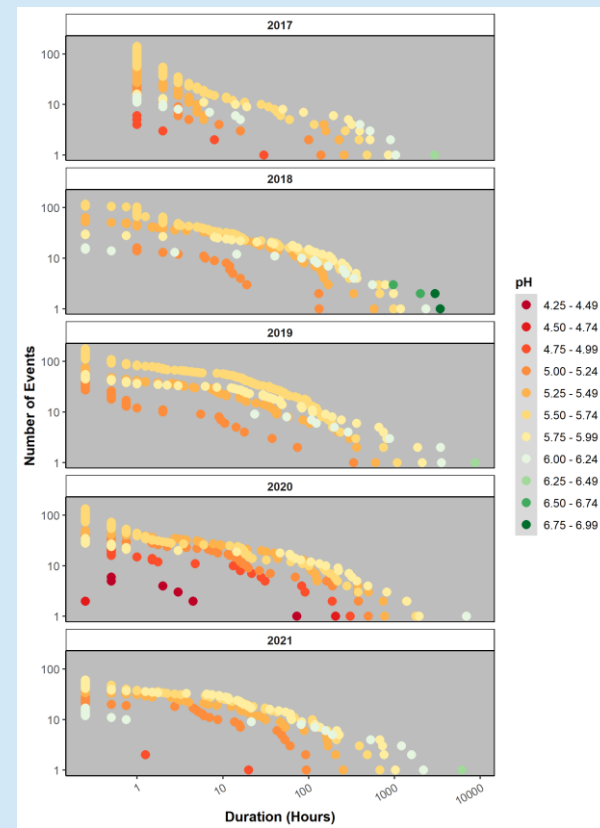 2017
100
10
1
2018
100
10
1
2019
100
10
1
2020
100
10
1
2021
100
10
1
1 10 100 1000 10000
Duration (Hours)
Number of Events
pH
4.25 - 4.49
4.50 - 4.74
4.75 - 4.99
5.00 - 5.24
5.25 - 5.49
5.50 - 5.74
5.75 - 5.99
6.00 - 6.24
6.25 - 6.49
6.50 - 6.74
6.75 - 6.99